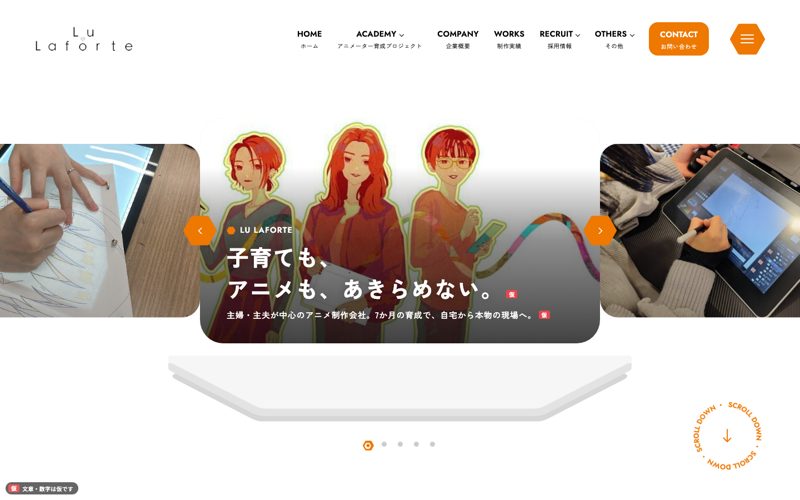 Lu
Laforte
HOME
ホーム
ACADEMY
アニメーター育成プロジェクト
COMPANY
企業概要
WORKS
制作実績
RECRUIT
採用情報
OTHERS
その他
CONTACT
お問い合わせ
LU LAFORTE
子育ても、
アニメも、あきらめない。 仮
主婦・主夫が中心のアニメ制作会社。7か月の育成で、自宅から本物の現場へ。 仮
SCROLL DOWN ・ SCROLL DOWN ・ SCROLL DOWN ・ SCROLL DOWN ・
仮 文章・数字は仮です